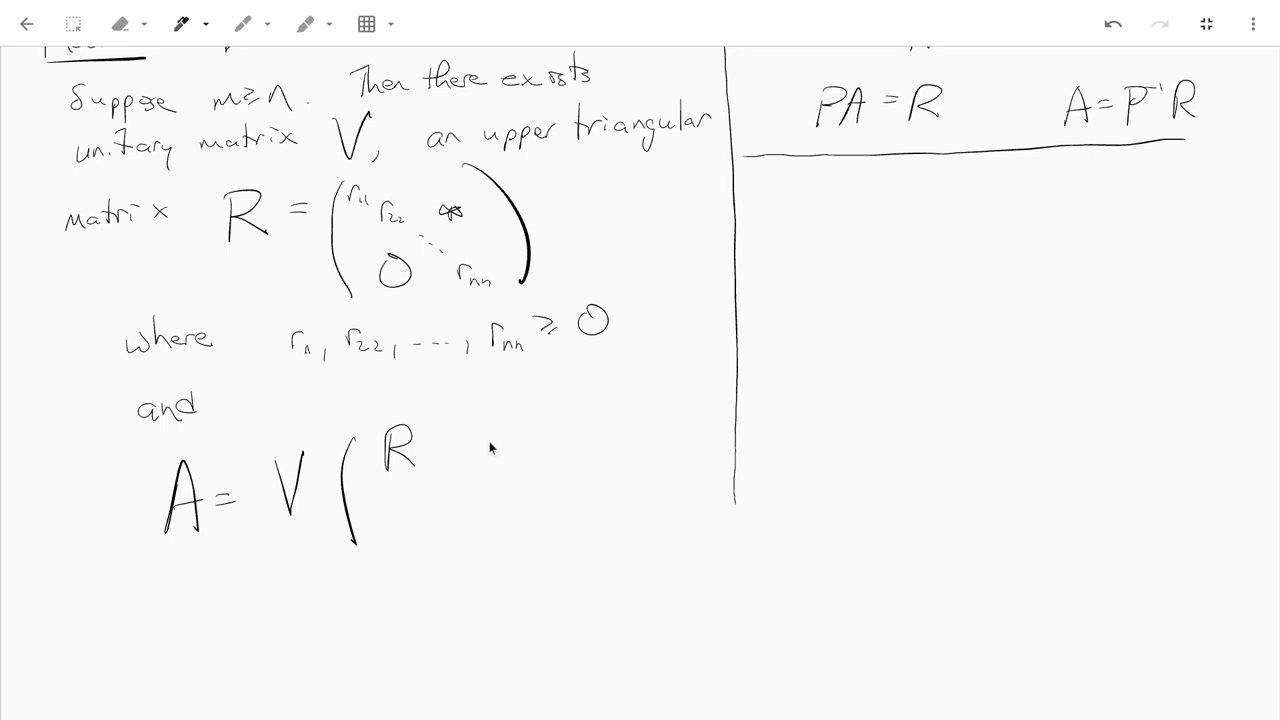 Suppose m ≥ n. Then there exists
unitary matrix V, an upper triangular
matrix R = ( r₁₁ r₂₂ * ⋱ 0 rₙₙ )
where r₁₁, r₂₂, ..., rₙₙ ≥ 0
and
A = V ( R
PA = R A = P⁻¹R